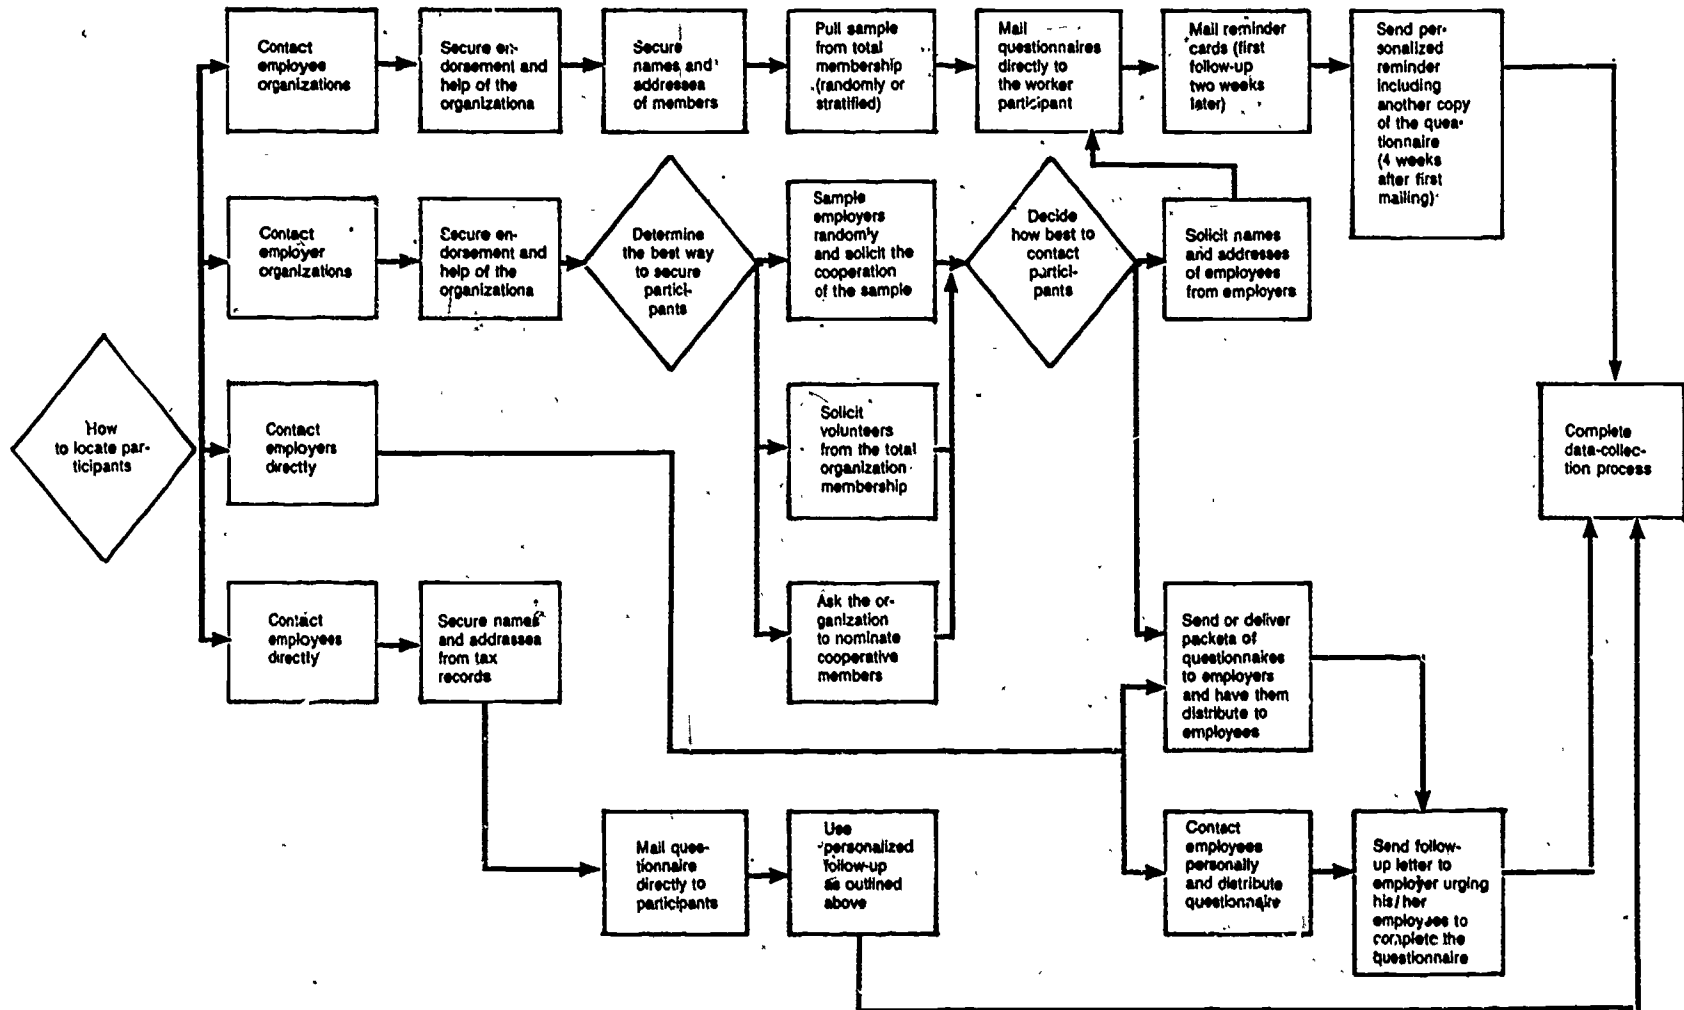 Contact
employee
organizations
Secure en-
dorsement and
help of the
organizationa
Secure
names and
addressea
of members
Pull sample
from total
membership
(randomly or
stratified)
Mail
questionnaires
directly to
the worker
participant
Mail reminder
cards (first
follow-up
two weeks
later)
Send per-
sonalized
reminder
including
another copy
of the quea-
tionnaire
(4 weeks
after first
mailing)
Contact
employer
organizations
Secure en-
dorsement and
help of the
organizationa
Determine
the best way
to secure
partici-
pants
Sample
employers
randomly
and solicit the
cooperation
of the sample
Decide
how best to
contact
partici-
pants
Solicit names
and addresses
of employees
from employers
How
to locate par-
ticipants
Contact
employers
directly
Solicit
volunteers
from the total
organization
membership
Complete
data-collec-
tion process
Contact
employees
directly
Secure names
and addressea
from tax
records
Ask the or-
ganization
to nominate
cooperative
members
Send or deliver
packets of
questionnaires
to employers
and have them
distribute to
employees
Mail ques-
tionnaire
directly to
participants
Use
personalized
follow-up
as outlined
above
Contact
employees
personally
and distribute
questionnaire
Send follow-
up letter to
employer urging
his/her
employees to
complete the
questionnaire